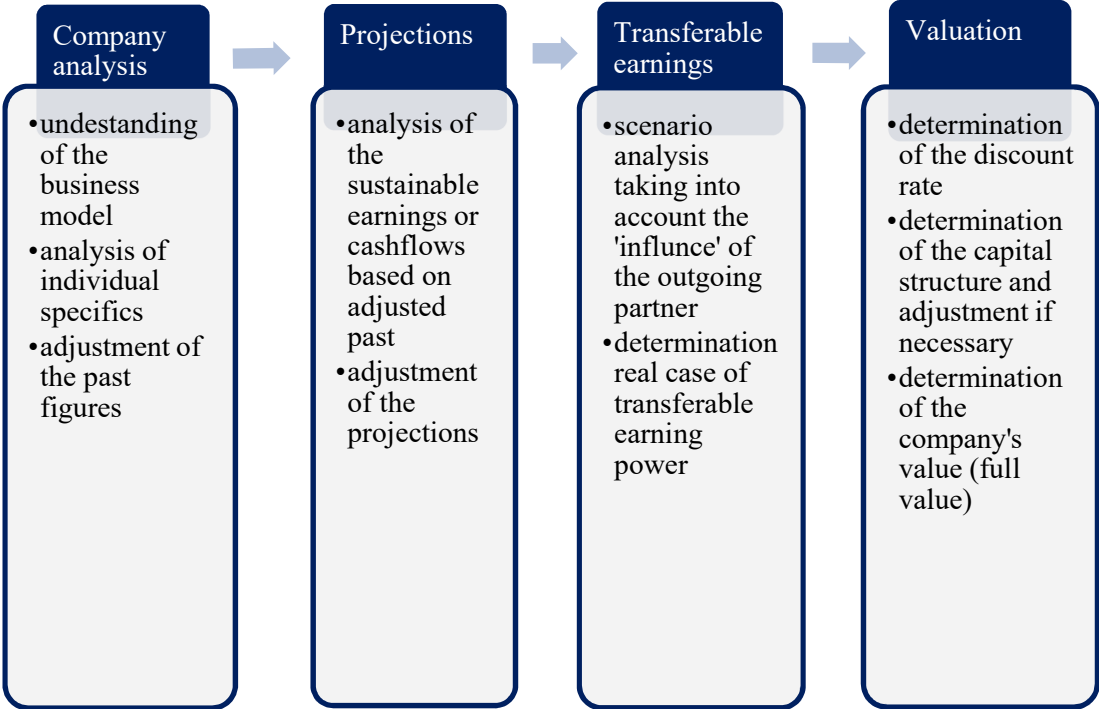 Company
analysis
•undestanding
of the
business
model
•analysis of
individual
specifics
•adjustment of
the past
figures
Projections
•analysis of
the
sustainable
earnings or
cashflows
based on
adjusted
past
•adjustment
of the
projections
Transferable
earnings
•scenario
analysis
taking into
account the
'influnce' of
the outgoing
partner
•determination
real case of
transferable
earning
power
Valuation
•determination
of the discount
rate
•determination
of the capital
structure and
adjustment if
necessary
•determination
of the
company's
value (full
value)